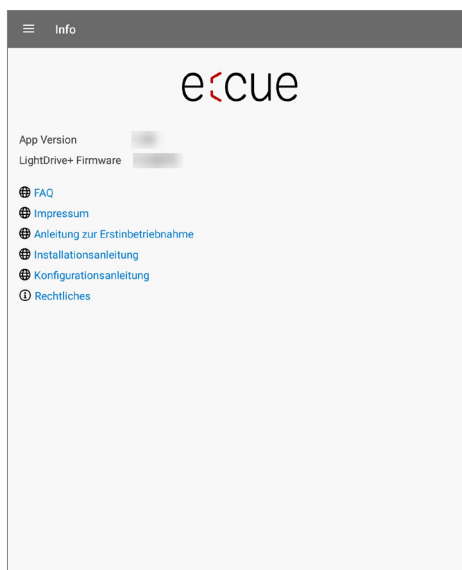 Info
e:cue
App Version
LightDrive+ Firmware
FAQ
Impressum
Anleitung zur Erstinbetriebnahme
Installationsanleitung
Konfigurationsanleitung
Rechtliches